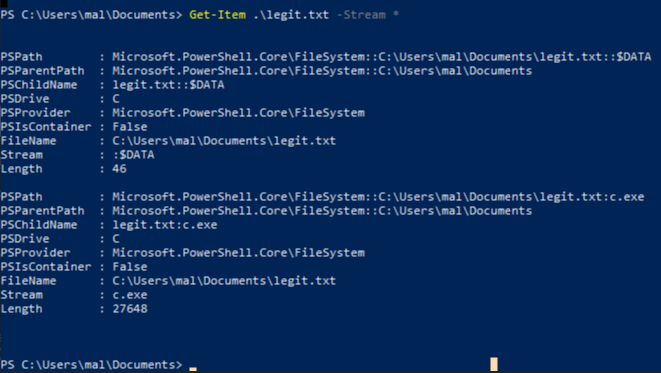 PS C:\Users\mal\Documents> Get-Item .\legit.txt -Stream *
PSPath        : Microsoft.PowerShell.Core\FileSystem::C:\Users\mal\Documents\legit.txt::$DATA
PSParentPath  : Microsoft.PowerShell.Core\FileSystem::C:\Users\mal\Documents
PSChildName   : legit.txt::$DATA
PSDrive       : C
PSProvider    : Microsoft.PowerShell.Core\FileSystem
PSIsContainer : False
FileName      : C:\Users\mal\Documents\legit.txt
Stream        : :$DATA
Length        : 46
PSPath        : Microsoft.PowerShell.Core\FileSystem::C:\Users\mal\Documents\legit.txt:c.exe
PSParentPath  : Microsoft.PowerShell.Core\FileSystem::C:\Users\mal\Documents
PSChildName   : legit.txt:c.exe
PSDrive       : C
PSProvider    : Microsoft.PowerShell.Core\FileSystem
PSIsContainer : False
FileName      : C:\Users\mal\Documents\legit.txt
Stream        : c.exe
Length        : 27648
PS C:\Users\mal\Documents>